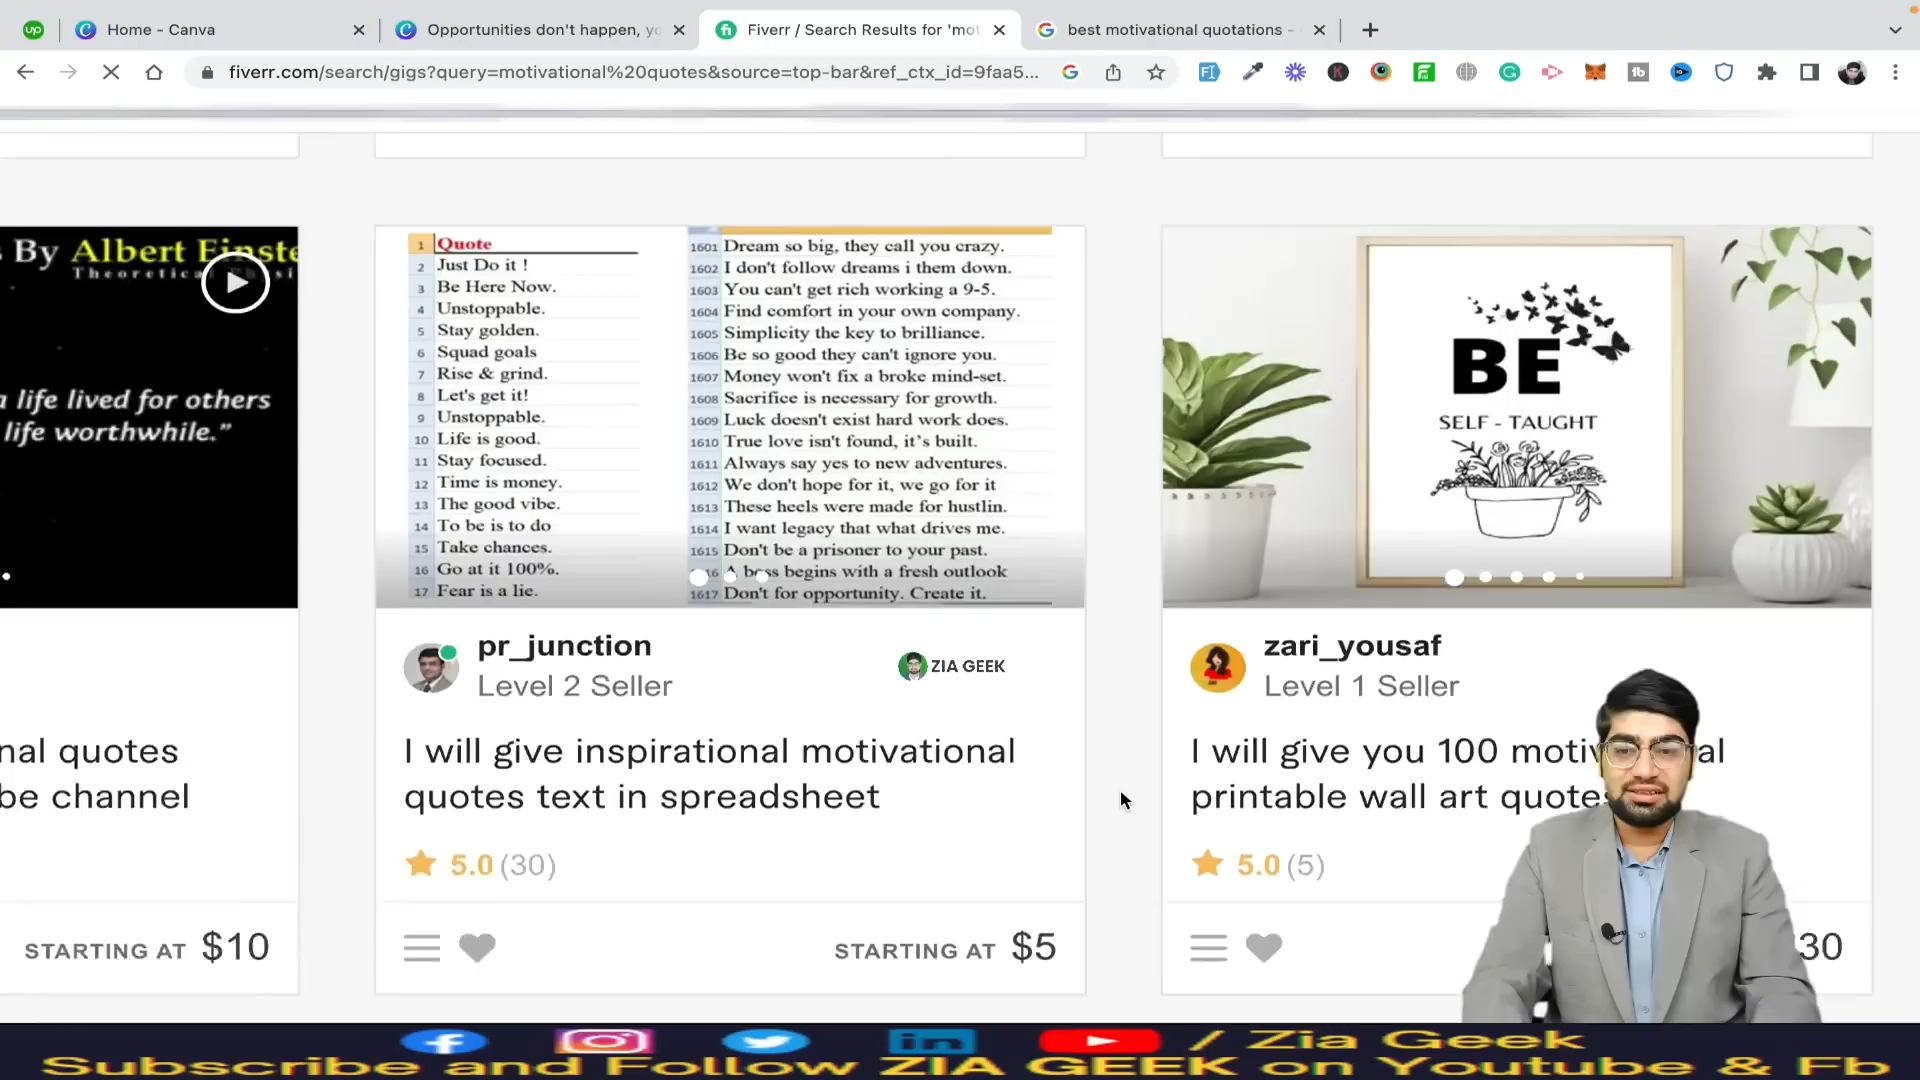 Home - Canva
Opportunities don't happen, yo
Fiverr / Search Results for 'mot
best motivational quotations -
fiverr.com/search/gigs?query=motivational%20quotes&source=top-bar&ref_ctx_id=9faa5...
By Albert Einste
a life lived for others
life worthwhile."
nal quotes
be channel
STARTING AT $10
1 Quote
2 Just Do it !
3 Be Here Now.
4 Unstoppable.
5 Stay golden.
6 Squad goals
7 Rise & grind.
8 Let's get it!
9 Unstoppable.
10 Life is good.
11 Stay focused.
12 Time is money.
13 The good vibe.
14 To be is to do
15 Take chances.
16 Go at it 100%.
17 Fear is a lie.
1601 Dream so big, they call you crazy.
1602 I don't follow dreams i them down.
1603 You can't get rich working a 9-5.
1604 Find comfort in your own company.
1605 Simplicity the key to brilliance.
1606 Be so good they can't ignore you.
1607 Money won't fix a broke mind-set.
1608 Sacrifice is necessary for growth.
1609 Luck doesn't exist hard work does.
1610 True love isn't found, it's built.
1611 Always say yes to new adventures.
1612 We don't hope for it, we go for it
1613 These heels were made for hustlin.
1614 I want legacy that what drives me.
1615 Don't be a prisoner to your past.
A boss begins with a fresh outlook
1617 Don't for opportunity. Create it.
pr_junction
Level 2 Seller
ZIA GEEK
I will give inspirational motivational
quotes text in spreadsheet
5.0 (30)
STARTING AT $5
BE
SELF - TAUGHT
zari_yousaf
Level 1 Seller
I will give you 100 motiv al
printable wall art quotes
5.0 (5)
30
/ Zia Geek
Subscribe and Follow ZIA GEEK on Youtube & Fb